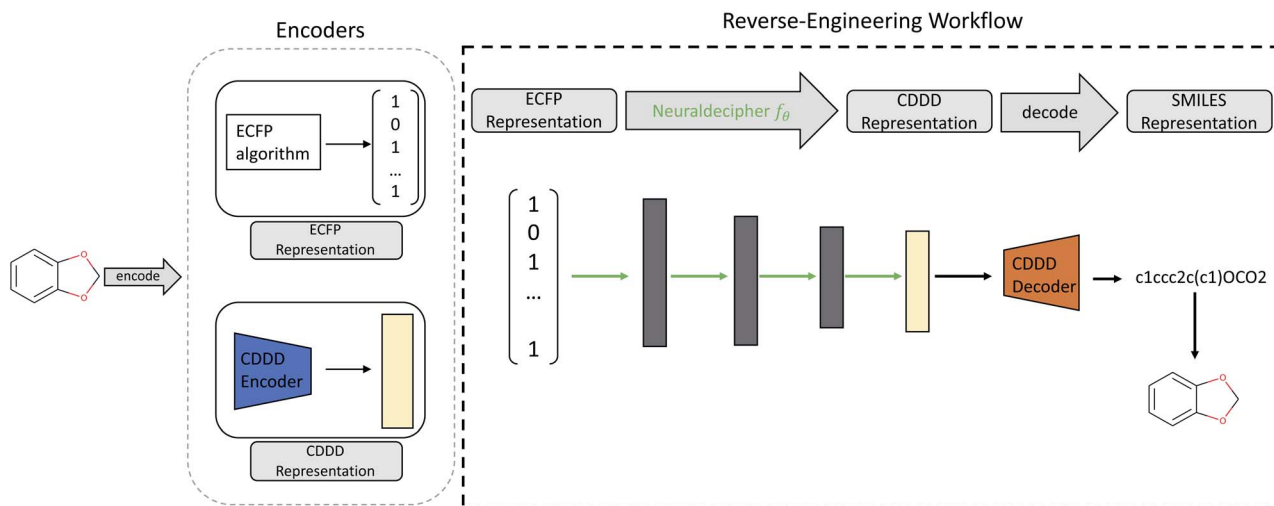 Encoders
ECFP
algorithm
1
0
1
...
1
ECFP
Representation
O
O
encode
CDDD
Encoder
CDDD
Representation
Reverse-Engineering Workflow
ECFP
Representation
Neuraldecipher fθ
CDDD
Representation
decode
SMILES
Representation
1
0
1
...
1
CDDD
Decoder
c1ccc2c(c1)OCO2
O
O